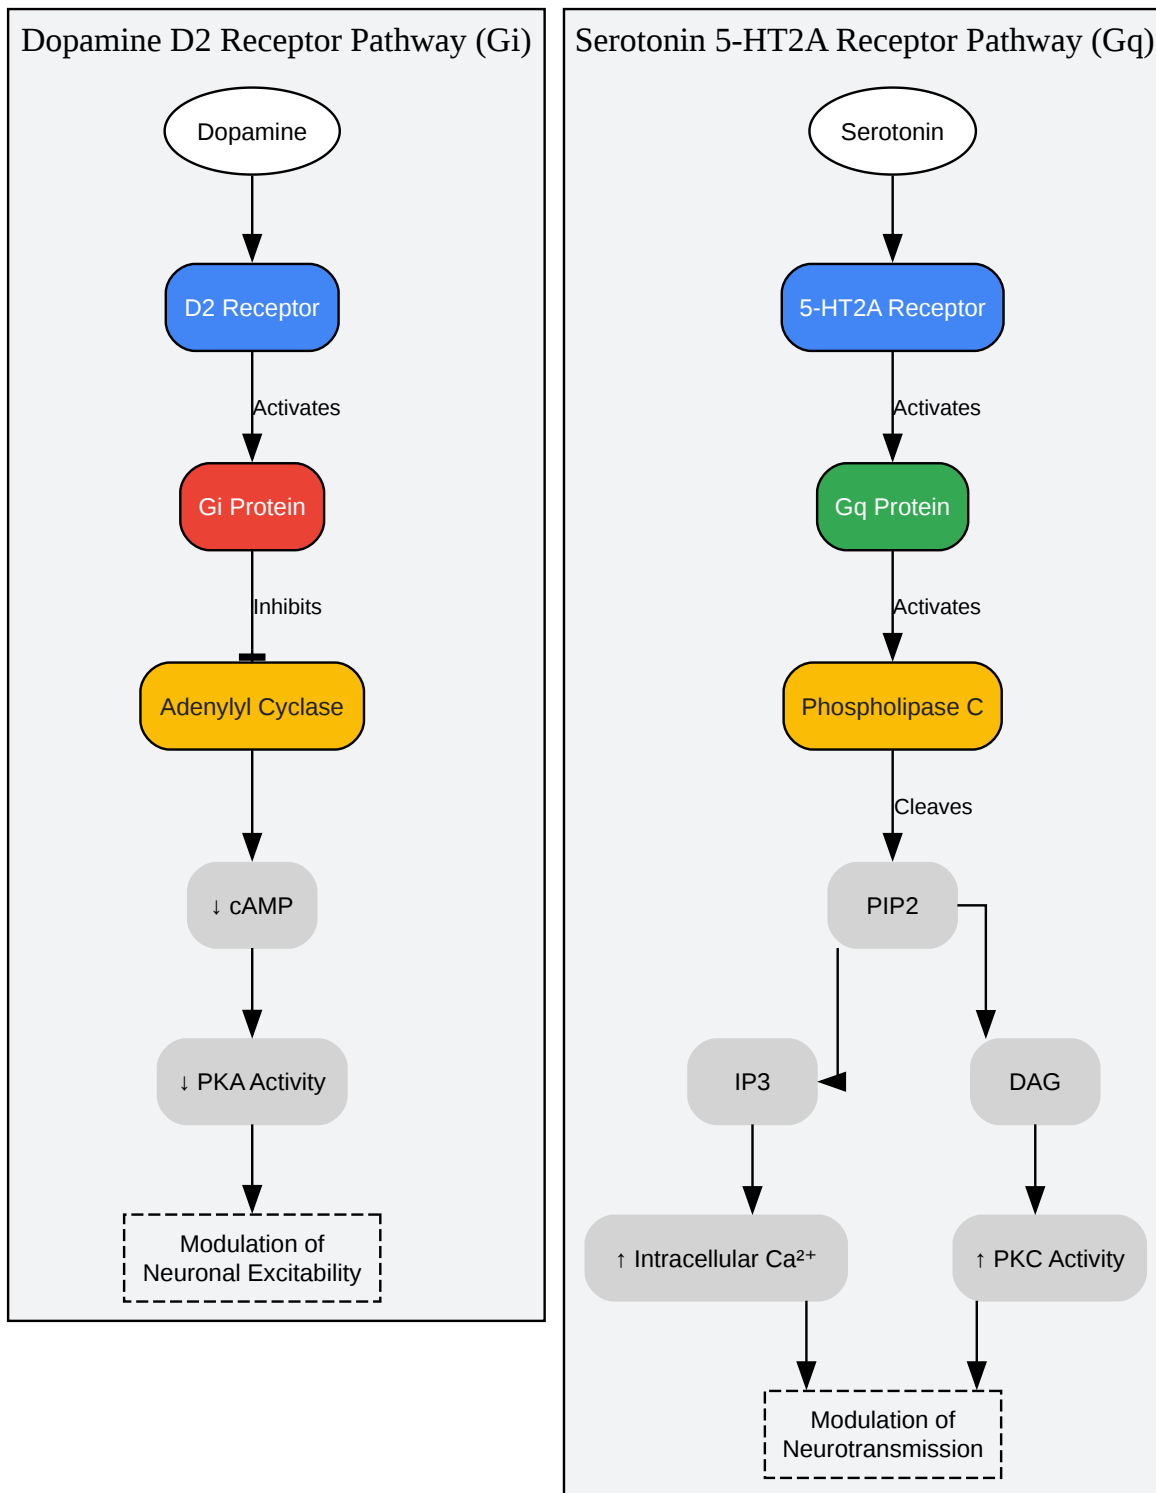 Dopamine D2 Receptor Pathway (Gi)
Dopamine
D2 Receptor
Activates
Gi Protein
Inhibits
Adenylyl Cyclase
↓ cAMP
↓ PKA Activity
Modulation of
Neuronal Excitability
Serotonin 5-HT2A Receptor Pathway (Gq)
Serotonin
5-HT2A Receptor
Activates
Gq Protein
Activates
Phospholipase C
Cleaves
PIP2
IP3
DAG
↑ Intracellular Ca²⁺
↑ PKC Activity
Modulation of
Neurotransmission